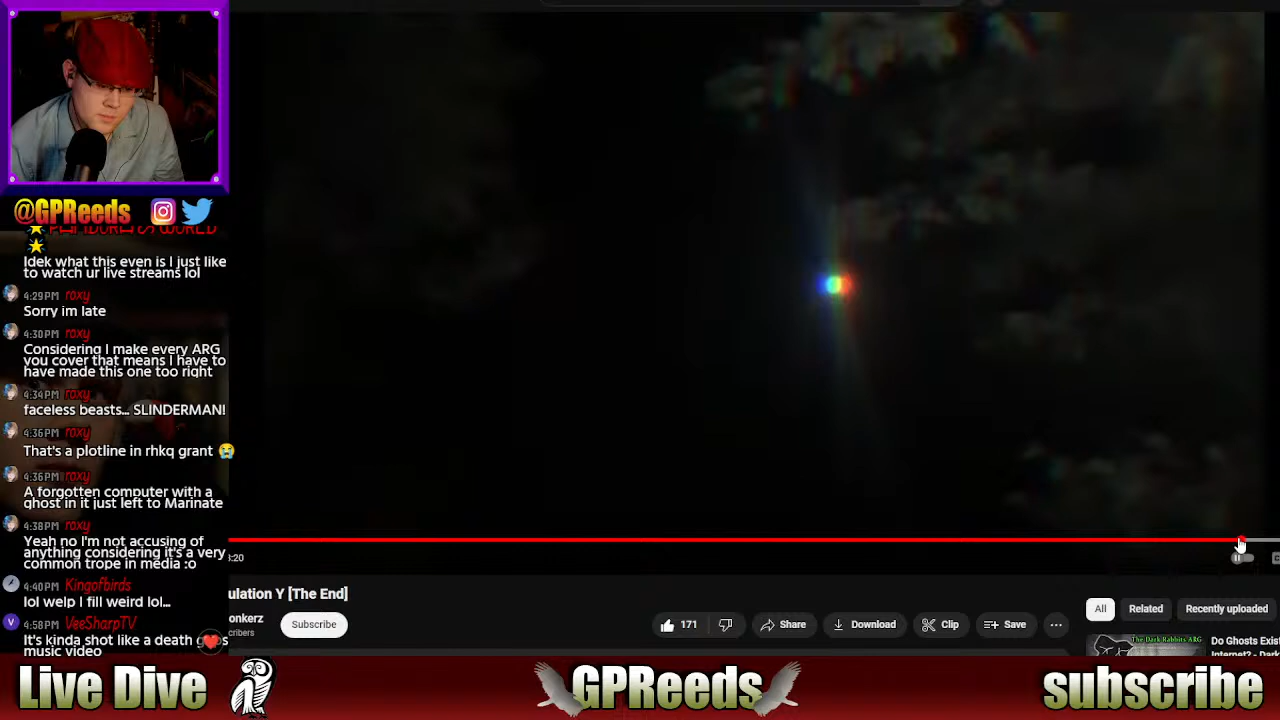 @GPReeds
Idek what this even is I just like
to watch ur live streams lol
4:29PM roxy
Sorry im late
4:30PM roxy
Considering I make every ARG
you cover that means I have to
have made this one too right
4:34PM roxy
faceless beasts... SLINDERMAN!
4:36PM roxy
That's a plotline in rhkq grant 😭
4:36PM roxy
A forgotten computer with a
ghost in it just left to Marinate
4:38PM roxy
Yeah no I'm not accusing of
anything considering it's a very
common trope in media :o
4:40PM Kingofbirds
lol welp I fill weird lol...
4:58PM VeeSharpTV
It's kinda shot like a death
music video
:20
ulation Y [The End]
onkerz
cribers
Subscribe
171
Share
Download
Clip
Save
All
Related
Recently uploaded
The Dark Rabbits ARG
Do Ghosts Exis
Internet? - Dark
Live Dive
GPReeds
subscribe